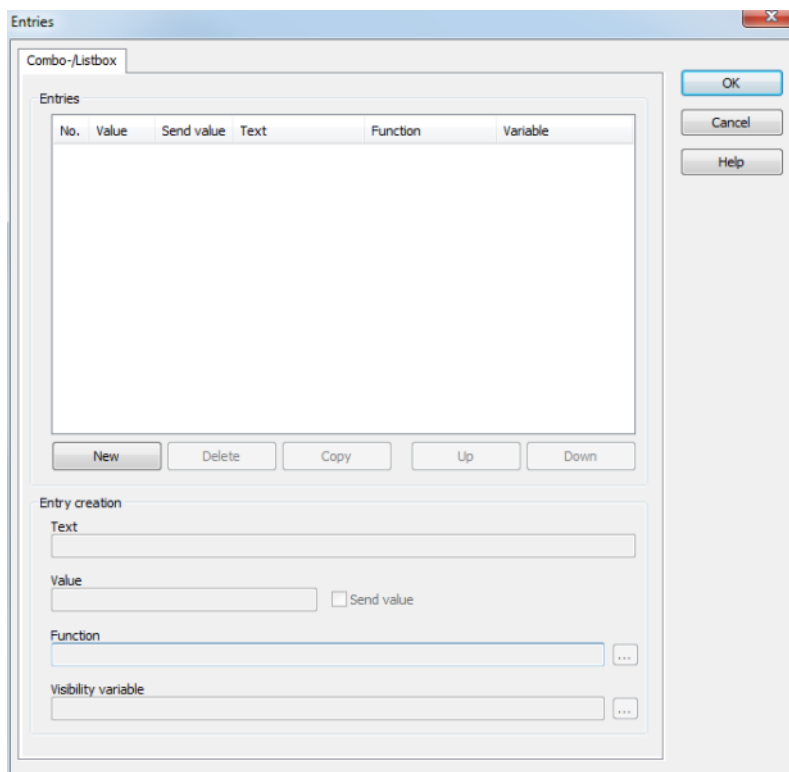 Entries
Combo-/Listbox
OK
Entries
Cancel
No. Value Send value Text Function Variable
Help
New Delete Copy Up Down
Entry creation
Text
Value
Send value
Function
...
Visibility variable
...